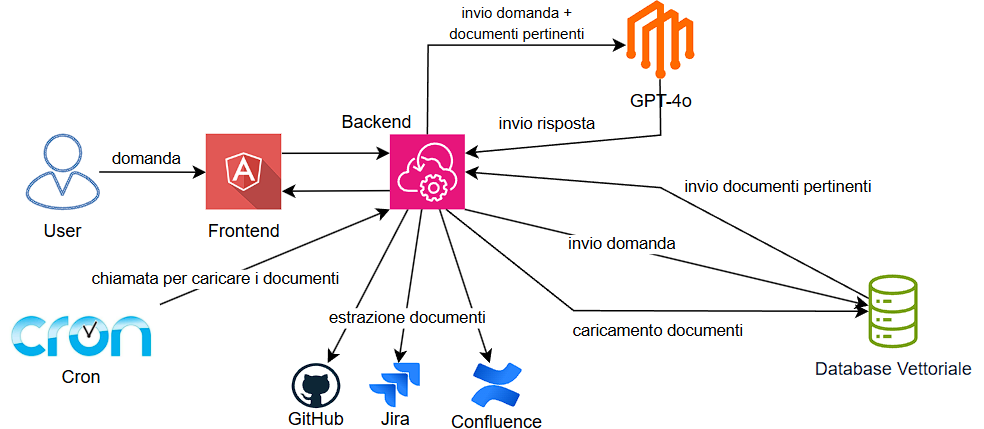 invio domanda +
documenti pertinenti
GPT-4o
Backend
invio risposta
domanda
invio documenti pertinenti
User
Frontend
invio domanda
chiamata per caricare i documenti
estrazione documenti
caricamento documenti
cron
Cron
Database Vettoriale
GitHub
Jira
Confluence
A